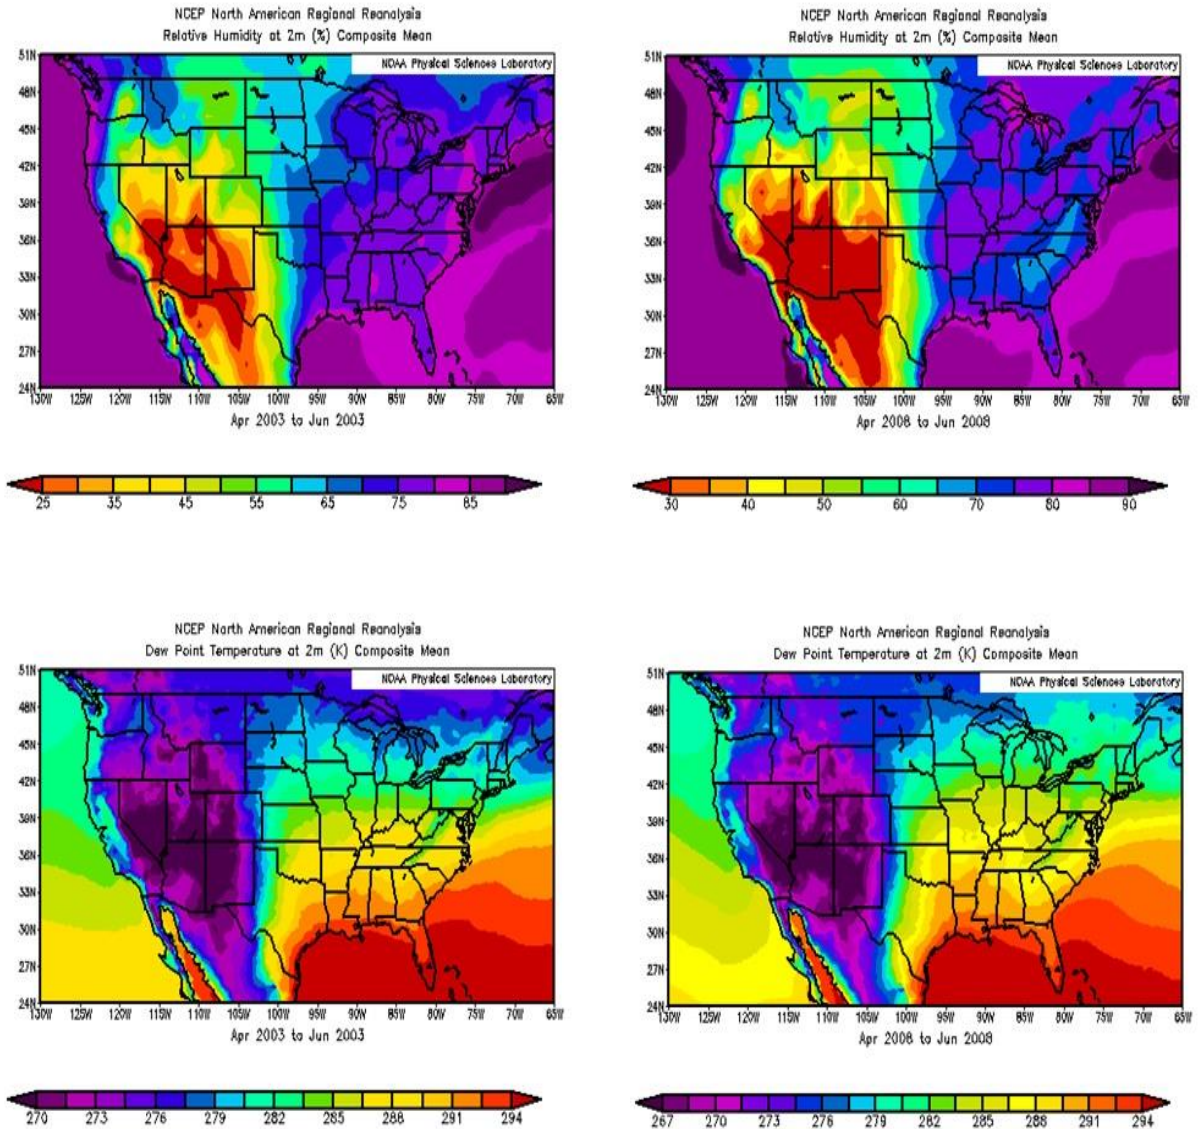 NCEP North American Regional Reanalysis
Relative Humidity at 2m (%) Composite Mean
NOAA Physical Sciences Laboratory
51N
48N
45N
42N
39N
36N
33N
30N
27N
24N
130W 125W 120W 115W 110W 105W 100W 95W 90W 85W 80W 75W 70W 65W
Apr 2003 to Jun 2003
25 35 45 55 65 75 85
NCEP North American Regional Reanalysis
Relative Humidity at 2m (%) Composite Mean
NOAA Physical Sciences Laboratory
51N
48N
45N
42N
39N
36N
33N
30N
27N
24N
130W 125W 120W 115W 110W 105W 100W 95W 90W 85W 80W 75W 70W 65W
Apr 2008 to Jun 2008
30 40 50 60 70 80 90
NCEP North American Regional Reanalysis
Dew Point Temperature at 2m (K) Composite Mean
NOAA Physical Sciences Laboratory
51N
48N
45N
42N
39N
36N
33N
30N
27N
24N
130W 125W 120W 115W 110W 105W 100W 95W 90W 85W 80W 75W 70W 65W
Apr 2003 to Jun 2003
270 273 276 279 282 285 288 291 294
NCEP North American Regional Reanalysis
Dew Point Temperature at 2m (K) Composite Mean
NOAA Physical Sciences Laboratory
51N
48N
45N
42N
39N
36N
33N
30N
27N
24N
130W 125W 120W 115W 110W 105W 100W 95W 90W 85W 80W 75W 70W 65W
Apr 2008 to Jun 2008
267 270 273 276 279 282 285 288 291 294